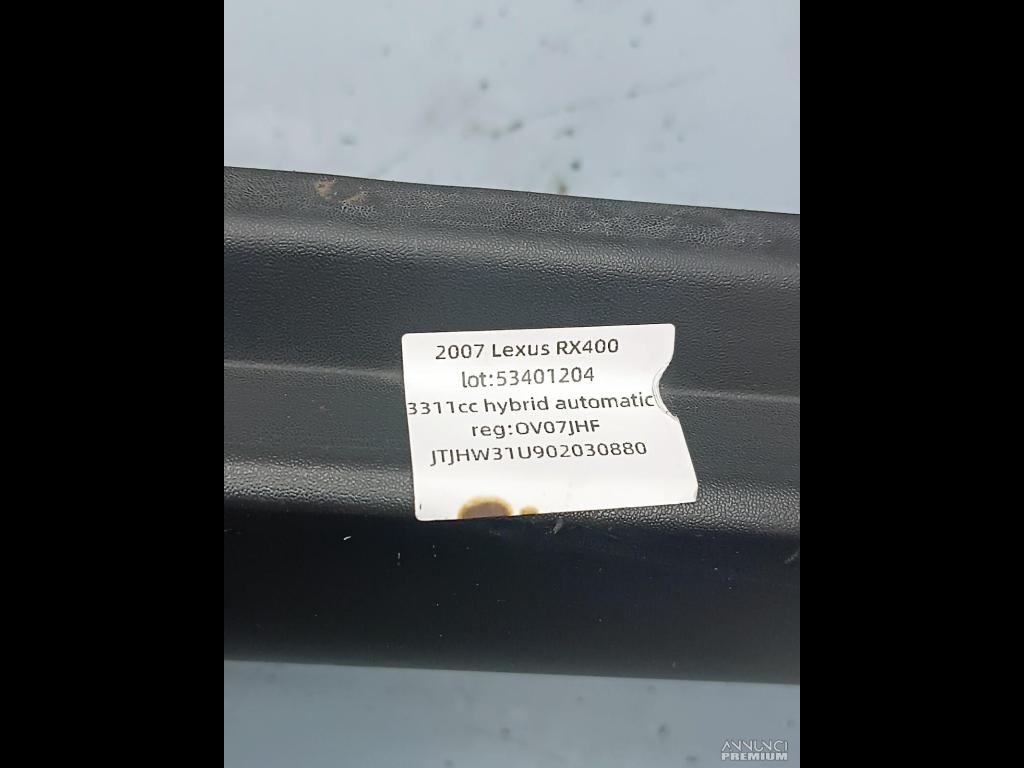 2007 Lexus RX400
lot:53401204
3311cc hybrid automatic
reg:OV07JHF
JTJHW31U902030880
ANNUNCI
PREMIUM